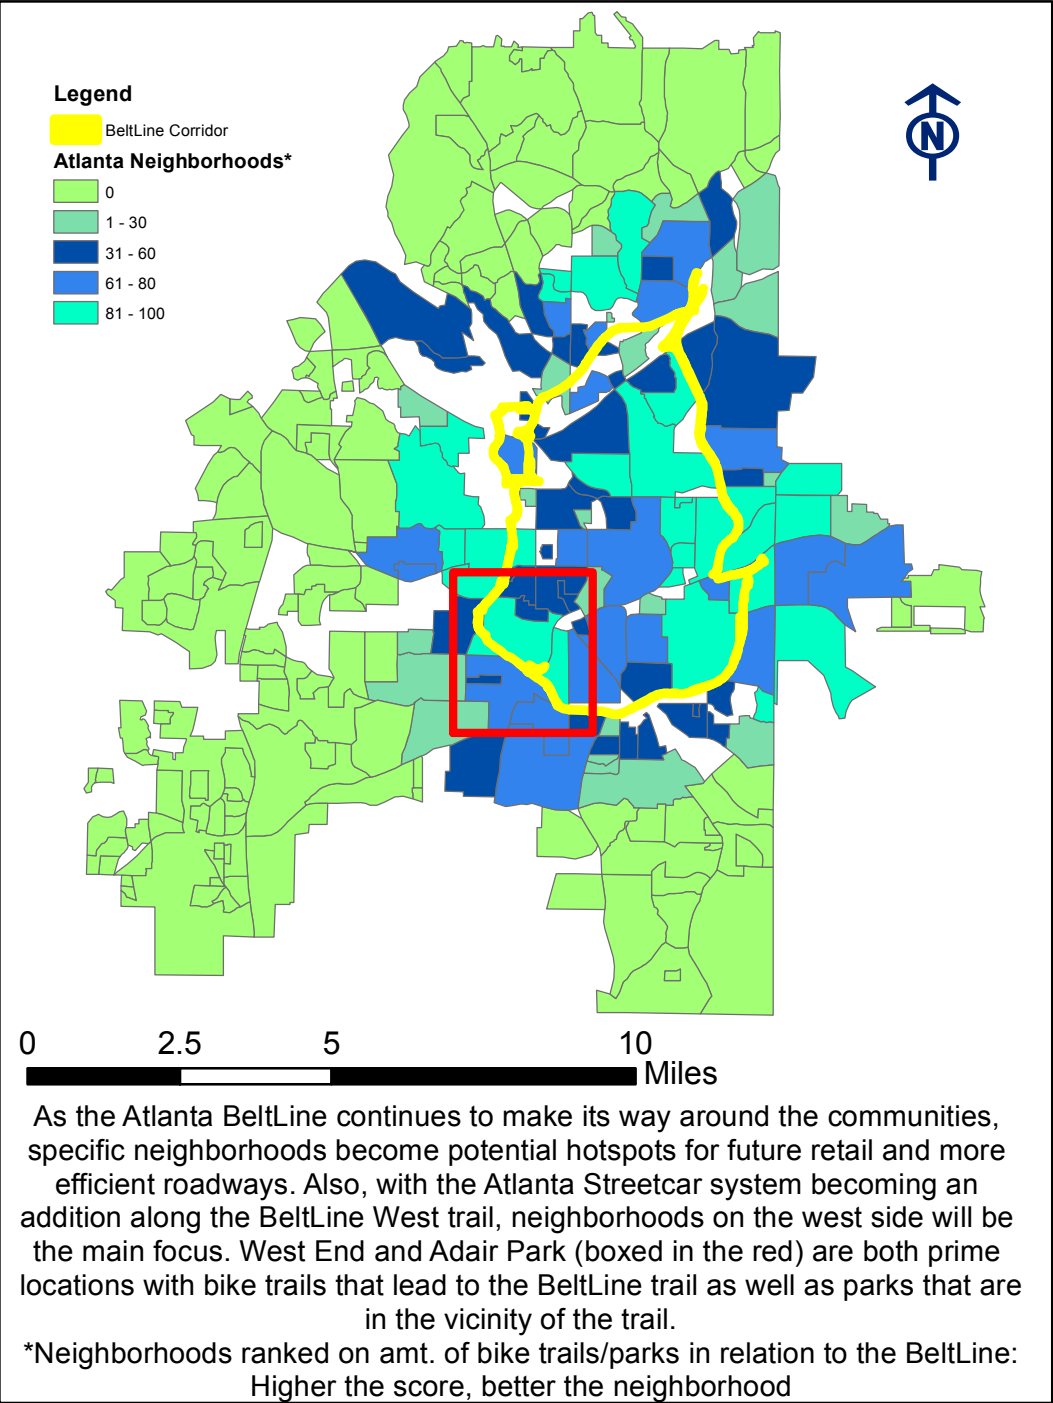 Legend
BeltLine Corridor
Atlanta Neighborhoods*
0
1 - 30
31 - 60
61 - 80
81 - 100
N
0 2.5 5 10
Miles
As the Atlanta BeltLine continues to make its way around the communities,
specific neighborhoods become potential hotspots for future retail and more
efficient roadways. Also, with the Atlanta Streetcar system becoming an
addition along the BeltLine West trail, neighborhoods on the west side will be
the main focus. West End and Adair Park (boxed in the red) are both prime
locations with bike trails that lead to the BeltLine trail as well as parks that are
in the vicinity of the trail.
*Neighborhoods ranked on amt. of bike trails/parks in relation to the BeltLine:
Higher the score, better the neighborhood